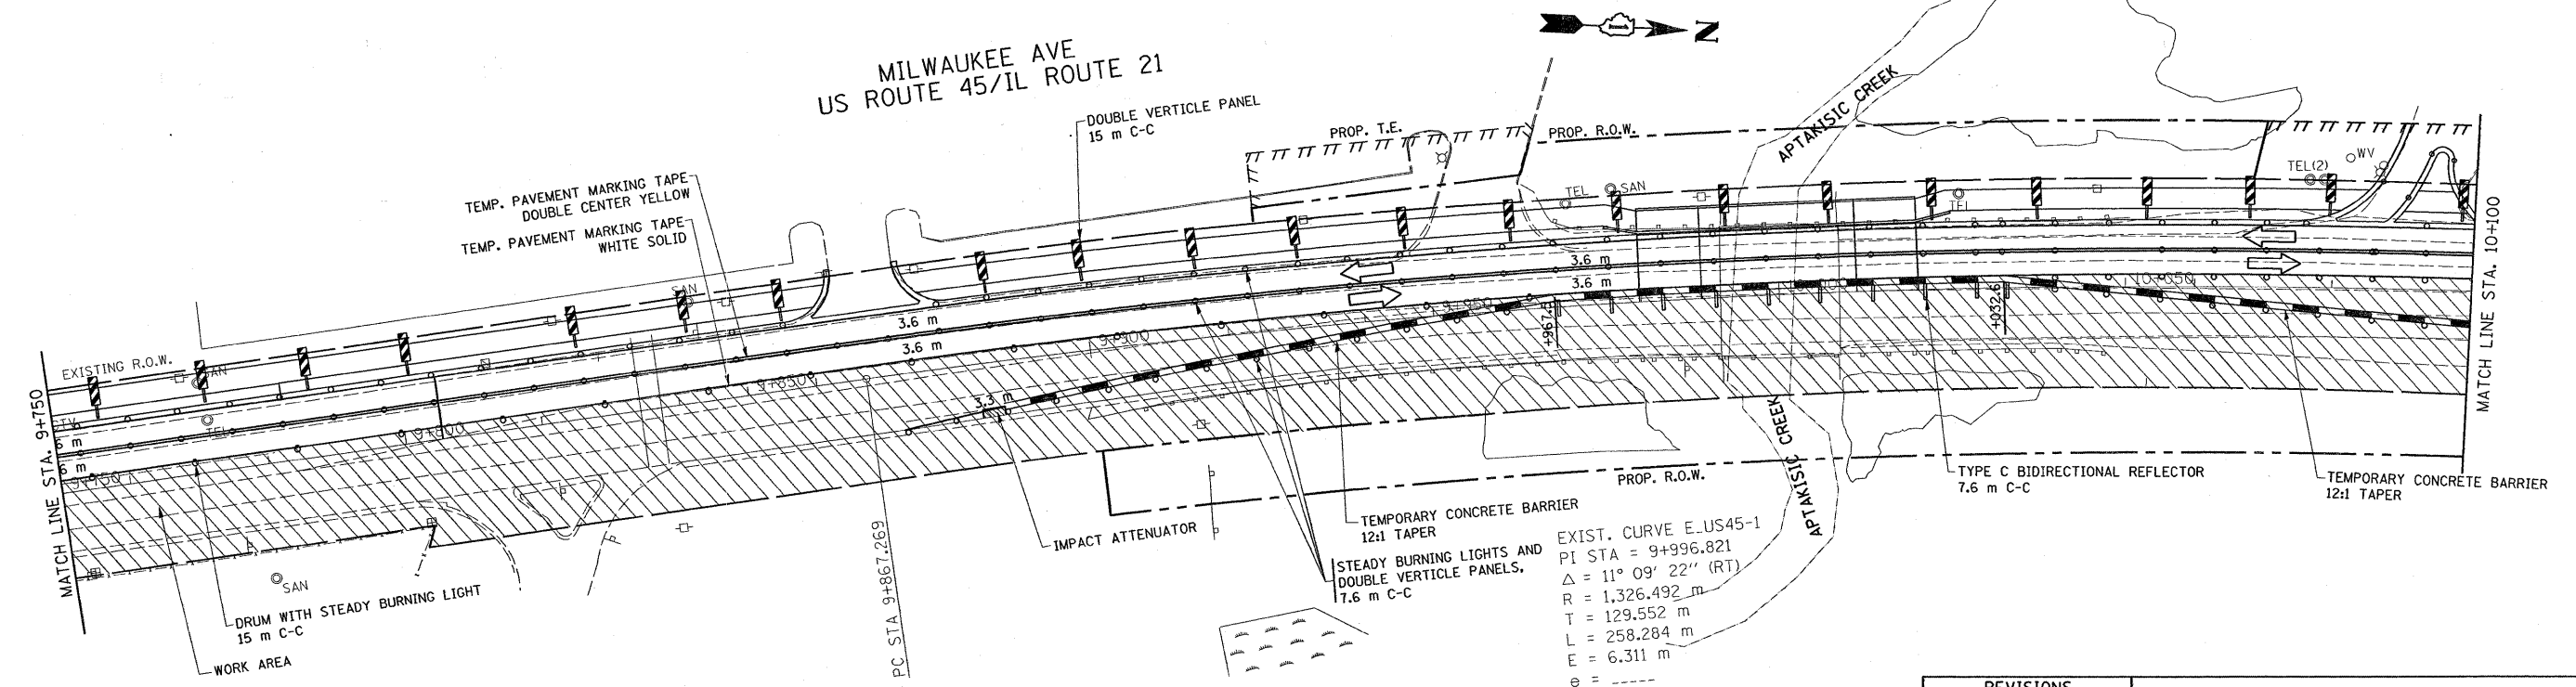 MILWAUKEE AVE
US ROUTE 45/IL ROUTE 21
N
DOUBLE VERTICLE PANEL
15 m C-C
PROP. T.E.
PROP. R.O.W.
APTAKISIC CREEK
TEMP. PAVEMENT MARKING TAPE
DOUBLE CENTER YELLOW
TEMP. PAVEMENT MARKING TAPE
WHITE SOLID
TEL
SAN
TEL
TEL(2)
WV
SAN
3.6 m
3.6 m
3.6 m
3.6 m
EXISTING R.O.W.
SAN
TEL
6 m
6 m
MATCH LINE STA. 9+750
MATCH LINE STA. 10+100
9+750
9+800
9+850
9+900
9+950
10+050
+967.5
+032.6
3.3 m
PROP. R.O.W.
APTAKISIC CREEK
APTAKISIC CREEK
TYPE C BIDIRECTIONAL REFLECTOR
7.6 m C-C
TEMPORARY CONCRETE BARRIER
12:1 TAPER
IMPACT ATTENUATOR
TEMPORARY CONCRETE BARRIER
12:1 TAPER
STEADY BURNING LIGHTS AND
DOUBLE VERTICLE PANELS,
7.6 m C-C
PC STA 9+867.269
SAN
DRUM WITH STEADY BURNING LIGHT
15 m C-C
WORK AREA
EXIST. CURVE E_US45-1
PI STA = 9+996.821
Δ = 11° 09' 22'' (RT)
R = 1,326.492 m
T = 129.552 m
L = 258.284 m
E = 6.311 m
e = -----
REVISIONS